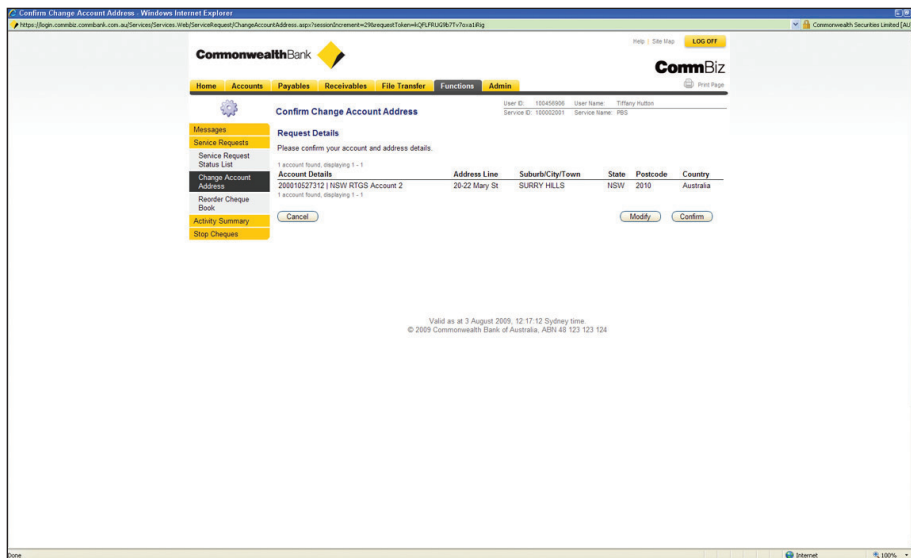 Confirm Change Account Address - Windows Internet Explorer
Commonwealth Securities Limited [AU
CommonwealthBank
Help | Site Map LOG OFF
CommBiz
Home Accounts Payables Receivables File Transfer Functions Admin
Print Page
User ID: 100456906 User Name: Tiffany Hutton
Service ID: 100002001 Service Name: PBS
Confirm Change Account Address
Messages
Service Requests
Service Request
Status List
Change Account
Address
Reorder Cheque
Book
Activity Summary
Stop Cheques
Request Details
Please confirm your account and address details.
1 account found, displaying 1 - 1
Account Details Address Line Suburb/City/Town State Postcode Country
200010527312 | NSW RTGS Account 2 20-22 Mary St SURRY HILLS NSW 2010 Australia
1 account found, displaying 1 - 1
Cancel Modify Confirm
Valid as at 3 August 2009, 12:17:12 Sydney time.
© 2009 Commonwealth Bank of Australia, ABN 48 123 123 124
Done Internet 100%